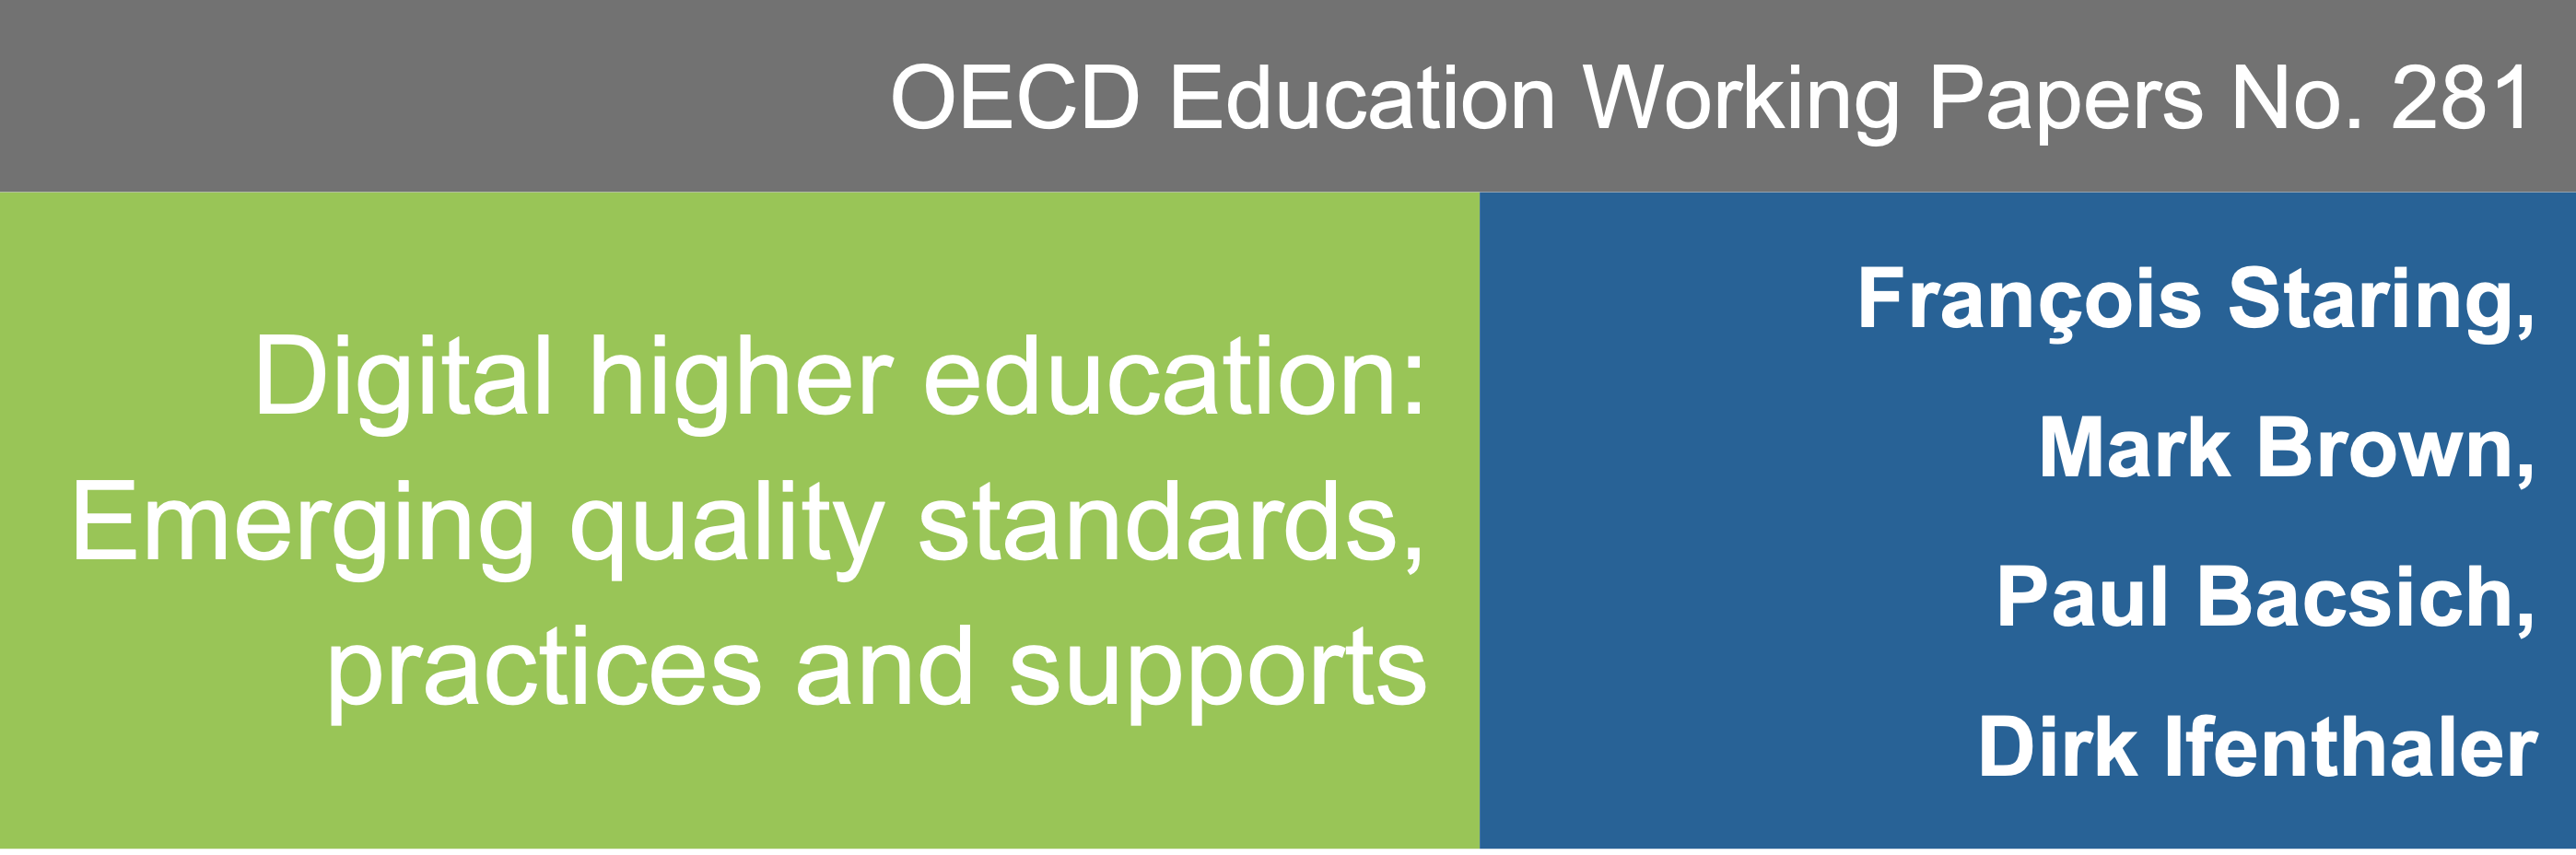 OECD Education Working Papers No. 281
Digital higher education:
Emerging quality standards,
practices and supports
François Staring,
Mark Brown,
Paul Bacsich,
Dirk Ifenthaler